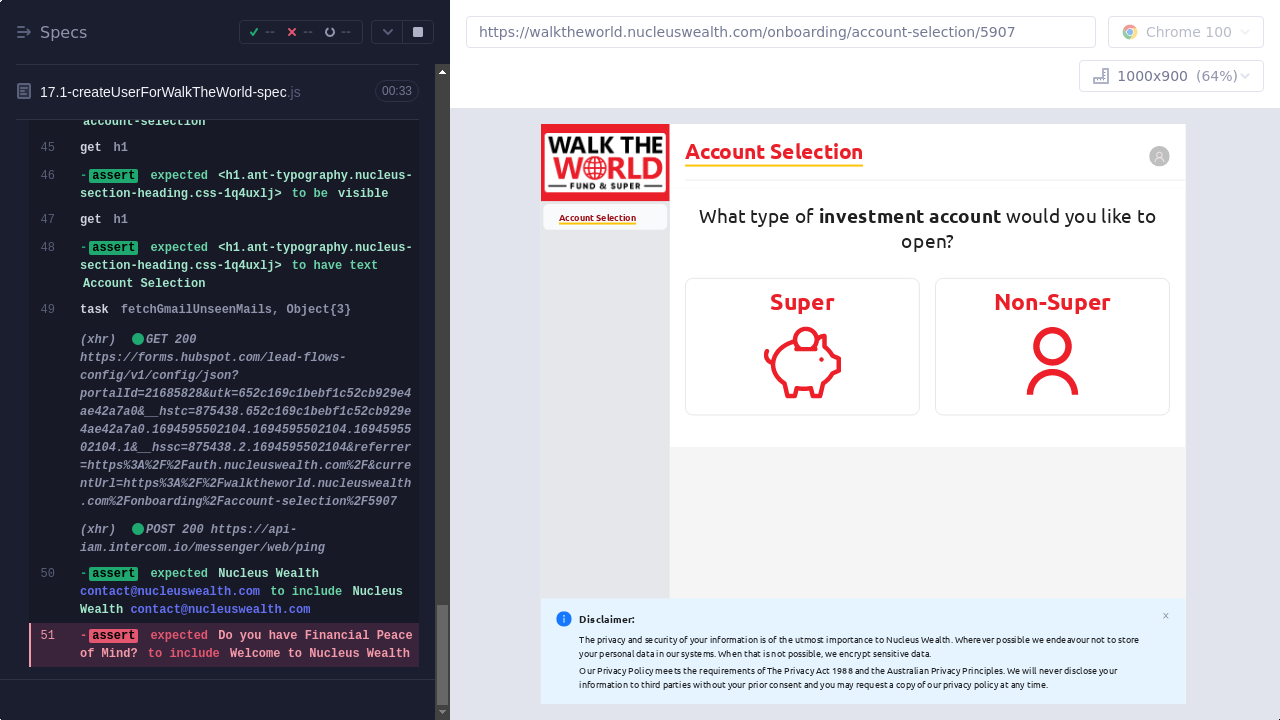 Specs
--
--
--
17.1-createUserForWalkTheWorld-spec.js
00:33
account-selection
45 get h1
46 -assert expected <h1.ant-typography.nucleus-
section-heading.css-1q4uxlj> to be visible
47 get h1
48 -assert expected <h1.ant-typography.nucleus-
section-heading.css-1q4uxlj> to have text
Account Selection
49 task fetchGmailUnseenMails, Object{3}
(xhr) GET 200
https://forms.hubspot.com/lead-flows-
config/v1/config/json?
portalId=21685828&utk=652c169c1bebf1c52cb929e4
ae42a7a0&__hstc=875438.652c169c1bebf1c52cb929e
4ae42a7a0.1694595502104.1694595502104.16945955
02104.1&__hssc=875438.2.1694595502104&referrer
=https%3A%2F%2Fauth.nucleuswealth.com%2F&curre
ntUrl=https%3A%2F%2Fwalktheworld.nucleuswealth
.com%2Fonboarding%2Faccount-selection%2F5907
(xhr) POST 200 https://api-
iam.intercom.io/messenger/web/ping
50 -assert expected Nucleus Wealth
contact@nucleuswealth.com to include Nucleus
Wealth contact@nucleuswealth.com
51 -assert expected Do you have Financial Peace
of Mind? to include Welcome to Nucleus Wealth
https://walktheworld.nucleuswealth.com/onboarding/account-selection/5907
Chrome 100
1000x900 (64%)
WALK THE
WORLD
FUND & SUPER
Account Selection
Account Selection
What type of investment account would you like to
open?
Super
Non-Super
Disclaimer:
The privacy and security of your information is of the utmost importance to Nucleus Wealth. Wherever possible we endeavour not to store
your personal data in our systems. When that is not possible, we encrypt sensitive data.
Our Privacy Policy meets the requirements of The Privacy Act 1988 and the Australian Privacy Principles. We will never disclose your
information to third parties without your prior consent and you may request a copy of our privacy policy at any time.